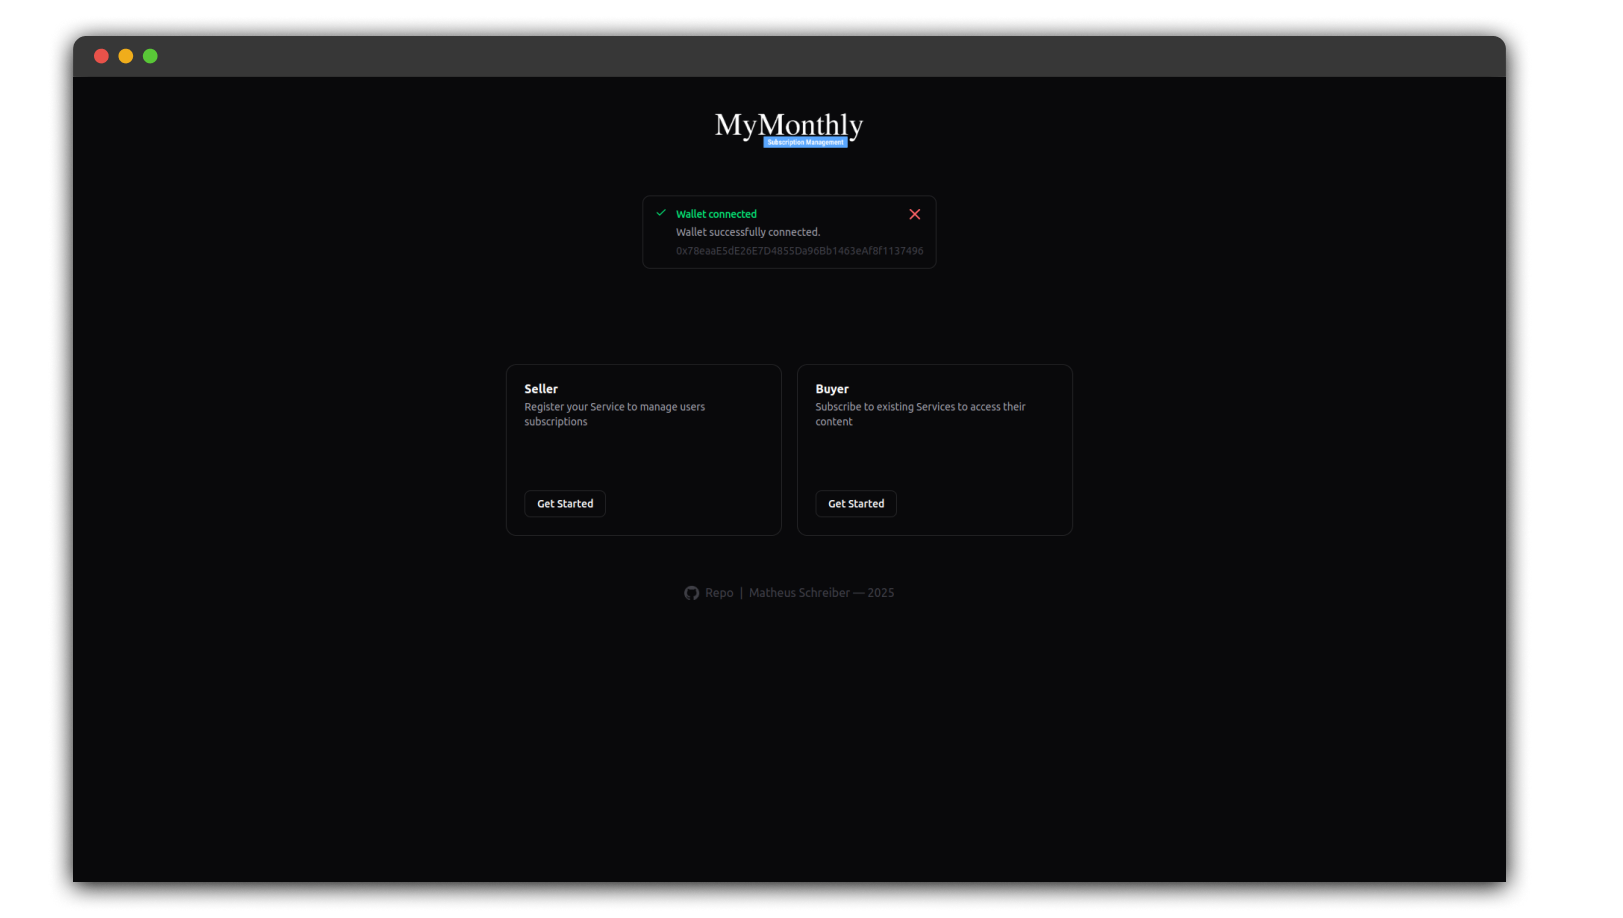 MyMonthly
Subscription Management
Wallet connected
Wallet successfully connected.
0x78eaaE5dE26E7D4855Da96Bb1463eAf8f1137496
Seller
Register your Service to manage users
subscriptions
Get Started
Buyer
Subscribe to existing Services to access their
content
Get Started
Repo | Matheus Schreiber — 2025